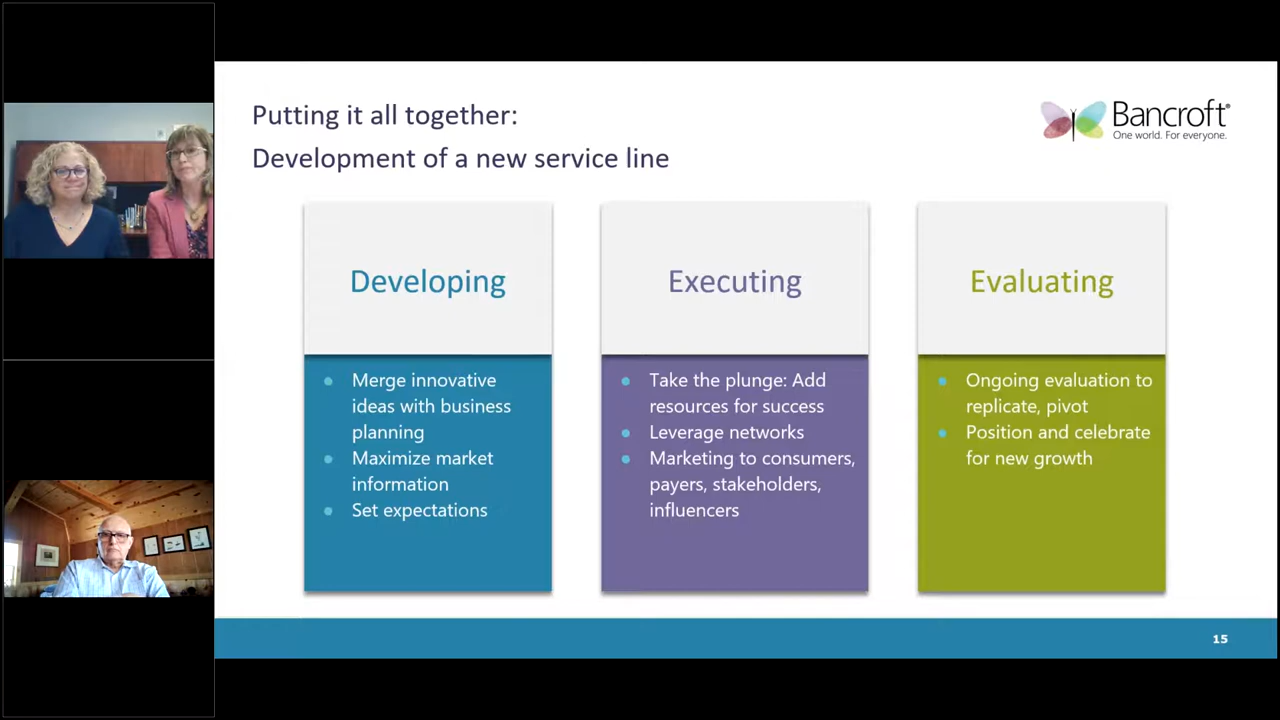 Putting it all together:
Development of a new service line
Bancroft®
One world. For everyone.
Developing
Merge innovative
ideas with business
planning
Maximize market
information
Set expectations
Executing
Take the plunge: Add
resources for success
Leverage networks
Marketing to consumers,
payers, stakeholders,
influencers
Evaluating
Ongoing evaluation to
replicate, pivot
Position and celebrate
for new growth
15